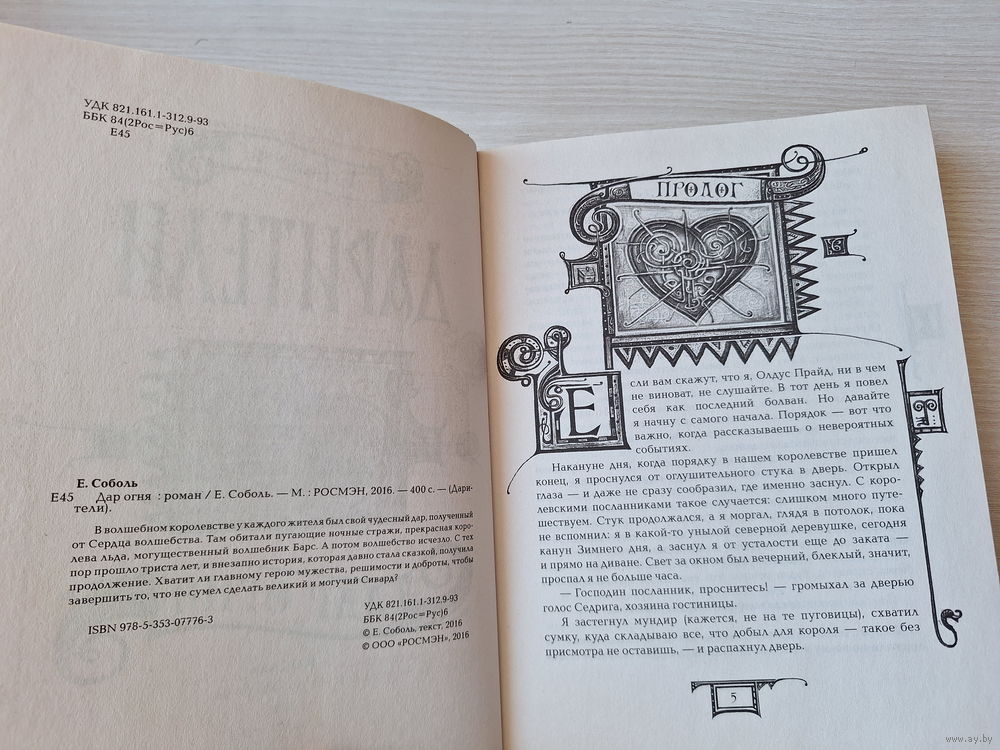 УДК 821.161.1-312.9-93
ББК 84(2Рос=Рус)6
Е45
Е. Соболь
Е45 Дар огня : роман / Е. Соболь. — М. : РОСМЭН, 2016. — 400 с. — (Дари-
тели).
В волшебном королевстве у каждого жителя был свой чудесный дар, полученный
от Сердца волшебства. Там обитали пугающие ночные стражи, прекрасная коро-
лева льда, могущественный волшебник Барс. А потом волшебство исчезло. С тех
пор прошло триста лет, и внезапно история, которая давно стала сказкой, получила
продолжение. Хватит ли главному герою мужества, решимости и доброты, чтобы
завершить то, что не сумел сделать великий и могучий Сивард?
УДК 821.161.1-312.9-93
ББК 84(2Рос=Рус)6
ISBN 978-5-353-07776-3
© Е. Соболь, текст, 2016
© ООО «РОСМЭН», 2016
ПРОЛОГ
Если вам скажут, что я, Олдус Прайд, ни в чем
не виноват, не слушайте. В тот день я повел
себя как последний болван. Но давайте
я начну с самого начала. Порядок — вот что
важно, когда рассказываешь о невероятных
событиях.
Накануне дня, когда порядку в нашем королевстве пришел
конец, я проснулся от оглушительного стука в дверь. Открыл
глаза — и даже не сразу сообразил, где именно заснул. С коро-
левскими посланниками такое случается: слишком много путе-
шествуем. Стук продолжался, а я моргал, глядя в потолок, пока
не вспомнил: я в какой-то унылой северной деревушке, сегодня
канун Зимнего дня, а заснул я от усталости еще до заката —
и прямо на диване. Свет за окном был вечерний, блеклый, значит,
проспал я не больше часа.
— Господин посланник, проснитесь! — громыхал за дверью
голос Седрига, хозяина гостиницы.
Я застегнул мундир (кажется, не на те пуговицы), схватил
сумку, куда складываю все, что добыл для короля — такое без
присмотра не оставишь, — и распахнул дверь.
5
www.ay.by